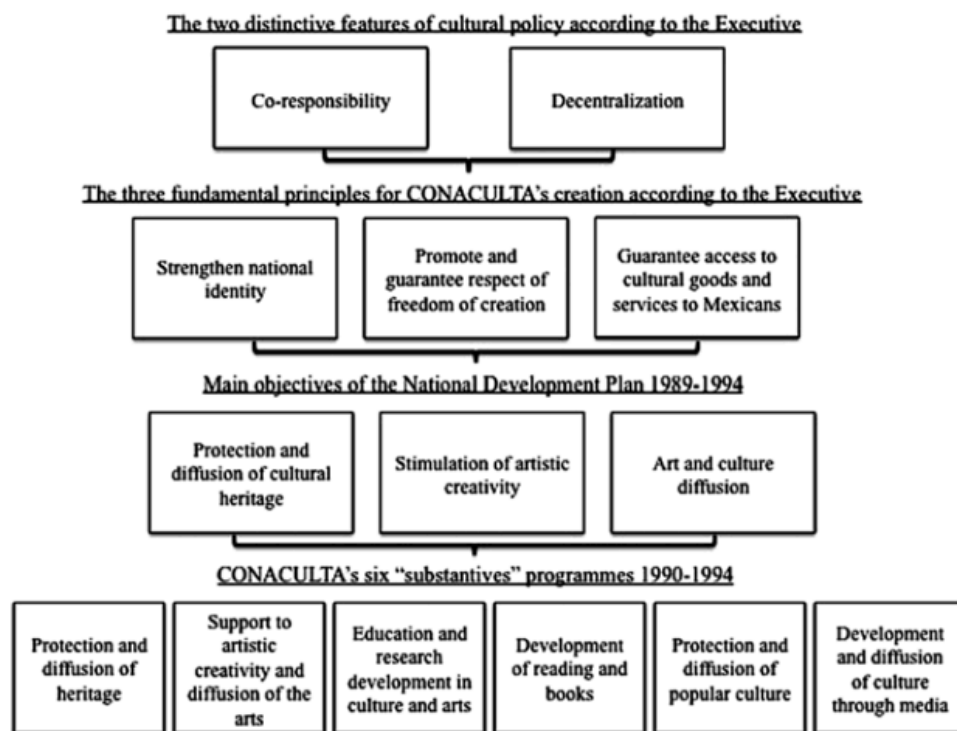 The two distinctive features of cultural policy according to the Executive
Co-responsibility
Decentralization
The three fundamental principles for CONACULTA's creation according to the Executive
Strengthen national
identity
Promote and
guarantee respect of
freedom of creation
Guarantee access to
cultural goods and
services to Mexicans
Main objectives of the National Development Plan 1989-1994
Protection and
diffusion of cultural
heritage
Stimulation of artistic
creativity
Art and culture
diffusion
CONACULTA's six "substantives" programmes 1990-1994
Protection and
diffusion of
heritage
Support to
artistic
creativity and
diffusion of the
arts
Education and
research
development in
culture and arts
Development
of reading and
books
Protection and
diffusion of
popular culture
Development
and diffusion
of culture
through media